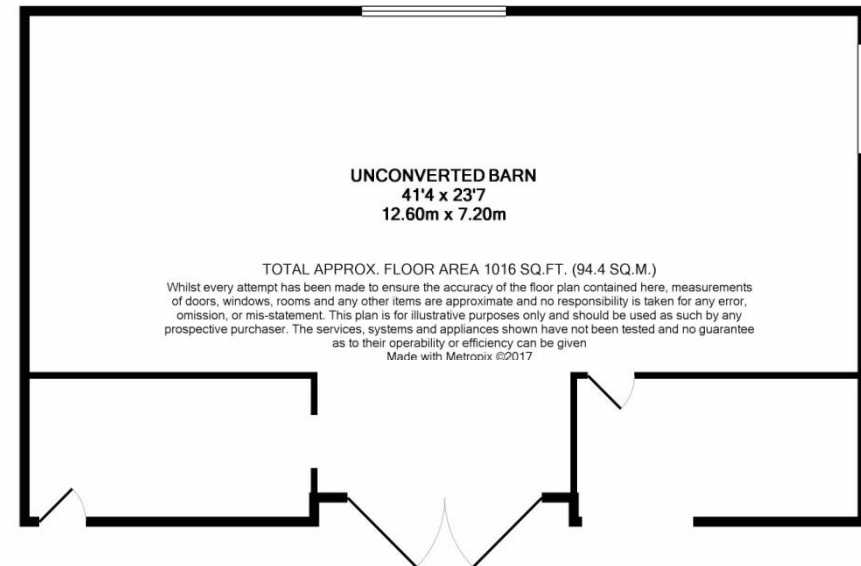 UNCONVERTED BARN
41'4 x 23'7
12.60m x 7.20m
TOTAL APPROX. FLOOR AREA 1016 SQ.FT. (94.4 SQ.M.)
Whilst every attempt has been made to ensure the accuracy of the floor plan contained here, measurements
of doors, windows, rooms and any other items are approximate and no responsibility is taken for any error,
omission, or mis-statement. This plan is for illustrative purposes only and should be used as such by any
prospective purchaser. The services, systems and appliances shown have not been tested and no guarantee
as to their operability or efficiency can be given
Made with Metropix ©2017